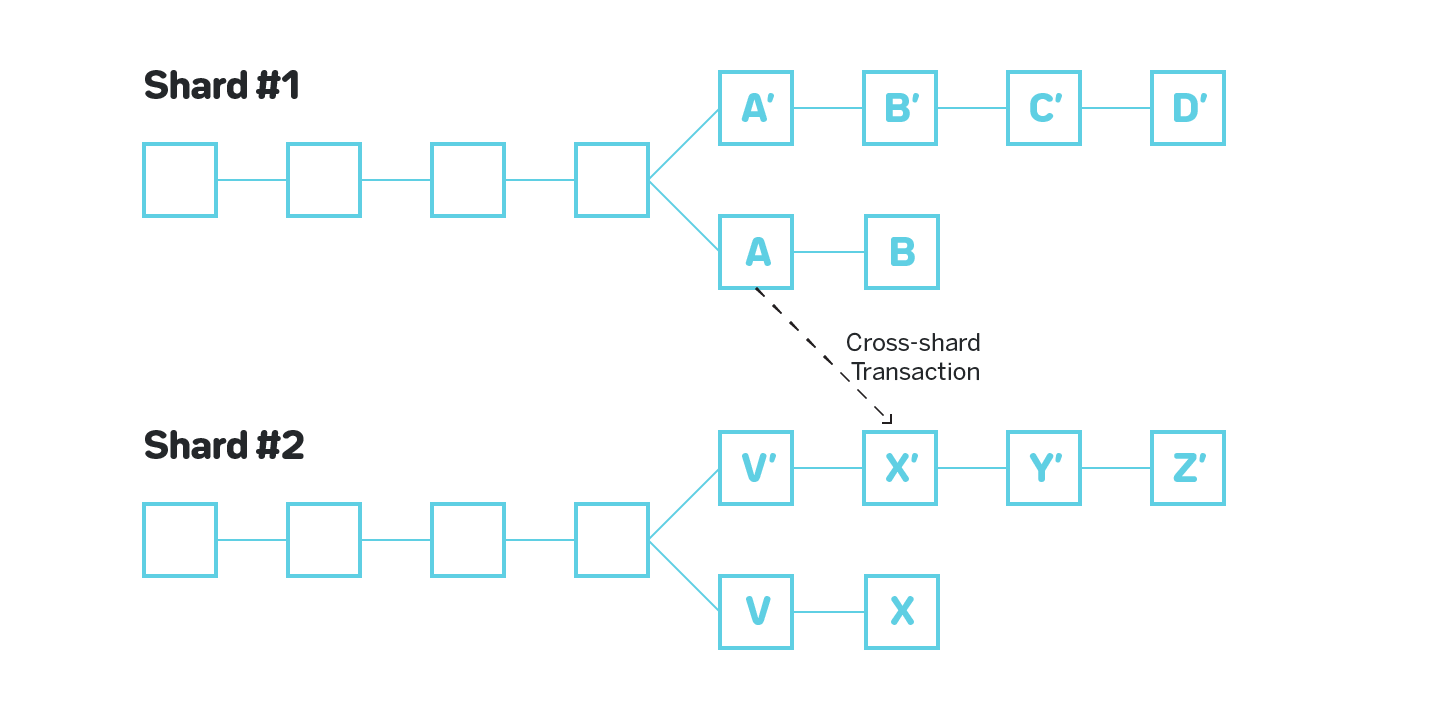 Shard #1
A' B' C' D'
A B
Cross-shard
Transaction
Shard #2
V' X' Y' Z'
V X